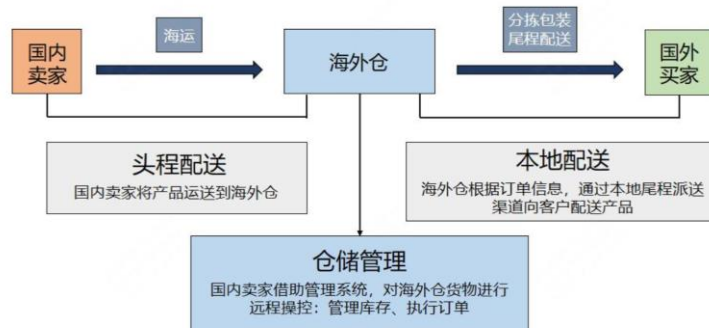 国内
卖家
海运
海外仓
分拣包装
尾程配送
国外
买家
头程配送
国内卖家将产品运送到海外仓
本地配送
海外仓根据订单信息，通过本地尾程派送
渠道向客户配送产品
仓储管理
国内卖家借助管理系统，对海外仓货物进行
远程操控：管理库存、执行订单